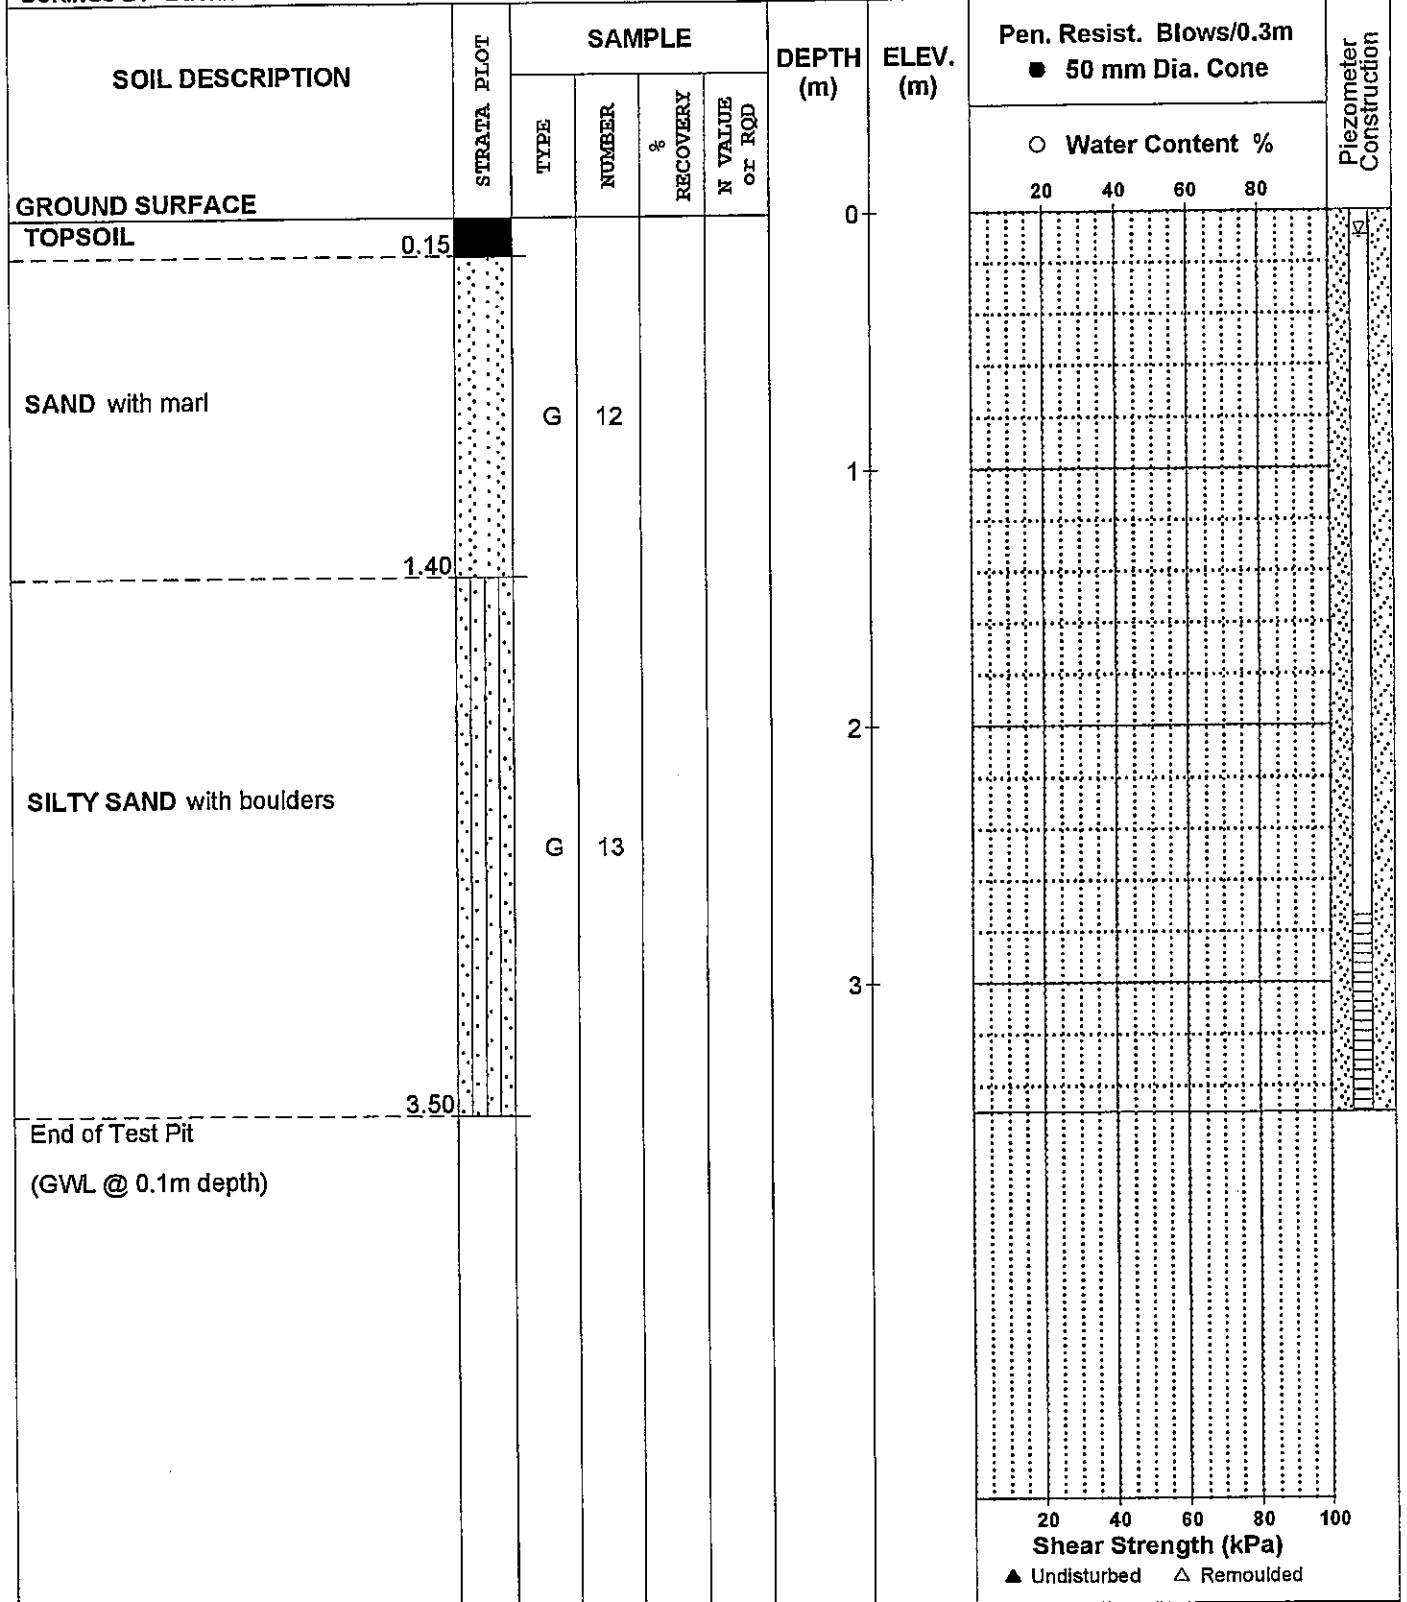 SOIL DESCRIPTION
GROUND SURFACE
STRATA PLOT
SAMPLE
TYPE
NUMBER
%
RECOVERY
N VALUE
or RQD
DEPTH
(m)
ELEV.
(m)
Pen. Resist. Blows/0.3m
● 50 mm Dia. Cone
○ Water Content %
20 40 60 80
Piezometer
Construction
TOPSOIL
0.15
SAND with marl
G 12
1.40
SILTY SAND with boulders
G 13
3.50
End of Test Pit
(GWL @ 0.1m depth)
0
1
2
3
20 40 60 80 100
Shear Strength (kPa)
▲ Undisturbed △ Remoulded